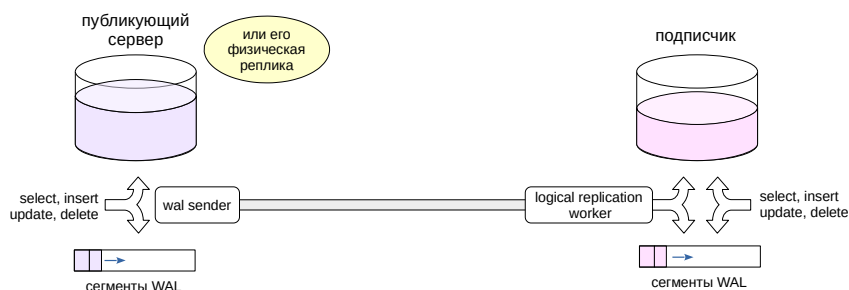 публикующий
сервер
или его
физическая
реплика
подписчик
select, insert
update, delete
wal sender
logical replication
worker
select, insert
update, delete
сегменты WAL
сегменты WAL